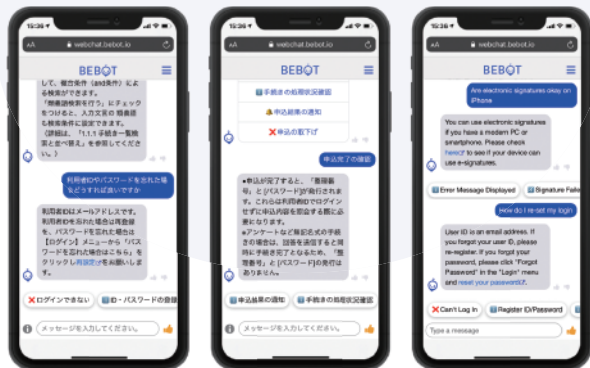 15:36
AA webchat.bebot.io
BEBOT
して、複合条件（and条件）によ
る検索ができます。
「類義語検索を行う」にチェック
をつけると、入力文言の類義語
も検索条件に設定できます。
（詳細は、「1.1.1 手続き一覧検
索と並べ替え」を参照してくださ
い。）
利用者IDやパスワードを忘れた場
合どうすれば良いですか
利用者IDはメールアドレスです。
利用者IDを忘れた場合は再登録
を、パスワードを忘れた場合は
【ログイン】メニューから「パス
ワードを忘れた場合はこちら」を
クリックし再設定をお願いしま
す。
ログインできない
ID・パスワードの登録
メッセージを入力してください。
15:36
AA webchat.bebot.io
BEBOT
手続きの処理状況確認
申込結果の通知
申込の取下げ
申込完了の確認
●申込が完了すると、「整理番
号」と[パスワード]が発行されま
す。これらは利用者IDでログイン
せずに申込内容を照会する際に必
要になります。
●アンケートなど無記名式の手続
きの場合は、回答を送信すると同
時に手続き完了となるため、「整
理番号」と[パスワード]の発行は
ありません。
申込結果の通知
手続きの処理状況確認
メッセージを入力してください。
15:36
AA webchat.bebot.io
BEBOT
Are electronic signatures okay on
iPhone
You can use electronic signatures
if you have a modern PC or
smartphone. Please check
here to see if your device can
use e-signatures.
Error Message Displayed
Signature Faile
How do I re-set my login
User ID is an email address. If
you forgot your user ID, please
re-register. If you forgot your
password, please click "Forgot
Password" in the "Login" menu
and reset your password.
Can't Log In
Register ID/Password
Type a message